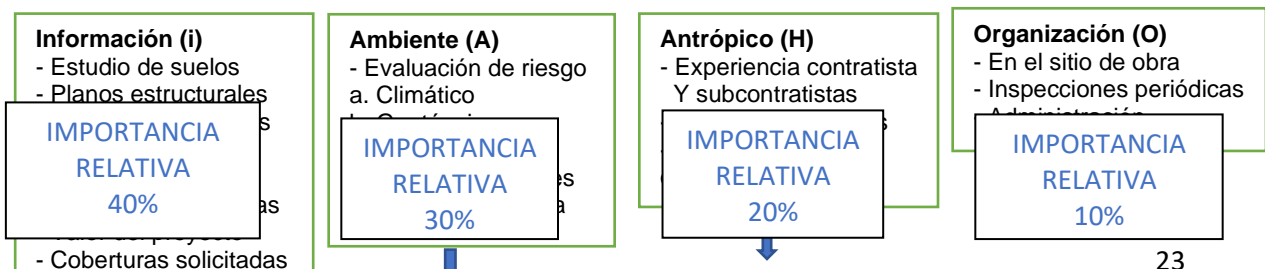 Información (i)
- Estudio de suelos
- Planos estructurales
IMPORTANCIA
RELATIVA
40%
- Coberturas solicitadas
Ambiente (A)
- Evaluación de riesgo
a. Climático
IMPORTANCIA
RELATIVA
30%
Antrópico (H)
- Experiencia contratista
Y subcontratistas
IMPORTANCIA
RELATIVA
20%
Organización (O)
- En el sitio de obra
- Inspecciones periódicas
- Administración
IMPORTANCIA
RELATIVA
10%
23